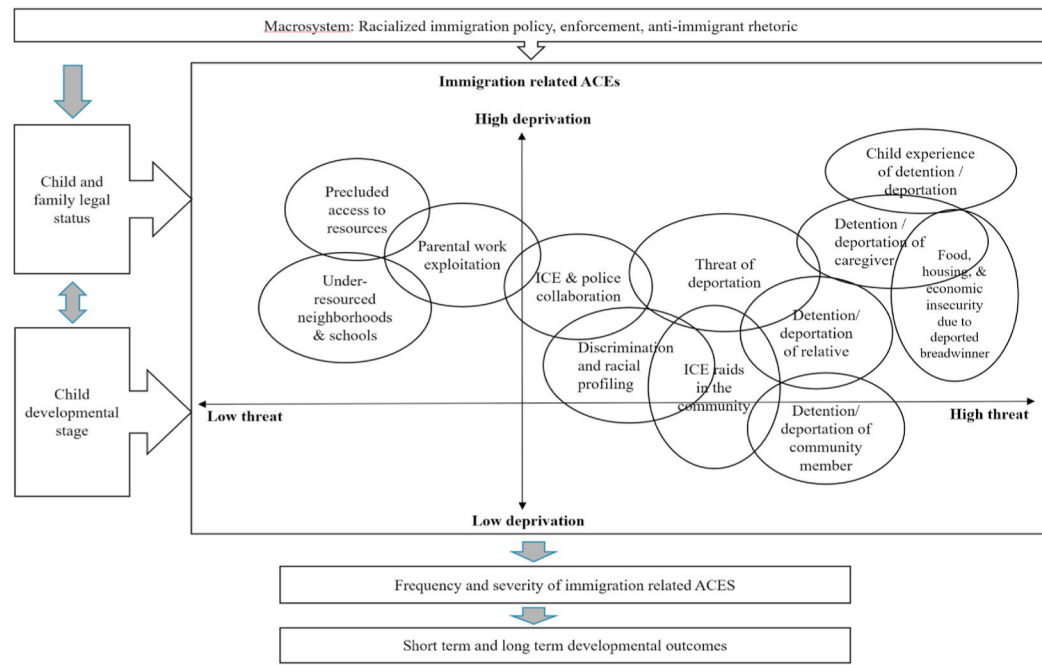 Macrosystem: Racialized immigration policy, enforcement, anti-immigrant rhetoric
Immigration related ACEs
High deprivation
Child and
family legal
status
Child
developmental
stage
Precluded
access to
resources
Under-
resourced
neighborhoods
& schools
Parental work
exploitation
ICE & police
collaboration
Discrimination
and racial
profiling
Threat of
deportation
ICE raids
in the
community
Child experience
of detention /
deportation
Detention /
deportation of
caregiver
Food,
housing, &
economic
insecurity
due to
deported
breadwinner
Detention/
deportation
of relative
Detention/
deportation of
community
member
Low threat
High threat
Low deprivation
Frequency and severity of immigration related ACES
Short term and long term developmental outcomes